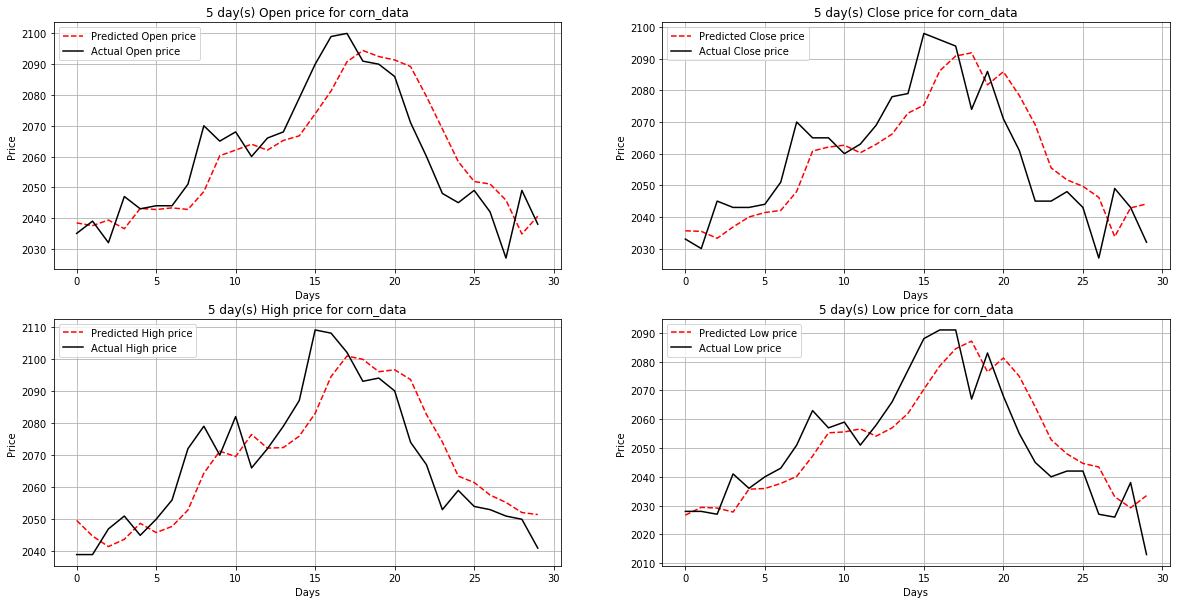 5 day(s) Open price for corn_data
Predicted Open price
Actual Open price
2100
2090
2080
2070
2060
2050
2040
2030
Price
0 5 10 15 20 25 30
Days
5 day(s) Close price for corn_data
Predicted Close price
Actual Close price
2100
2090
2080
2070
2060
2050
2040
2030
Price
0 5 10 15 20 25 30
Days
5 day(s) High price for corn_data
Predicted High price
Actual High price
2110
2100
2090
2080
2070
2060
2050
2040
Price
0 5 10 15 20 25 30
Days
5 day(s) Low price for corn_data
Predicted Low price
Actual Low price
2090
2080
2070
2060
2050
2040
2030
2020
2010
Price
0 5 10 15 20 25 30
Days